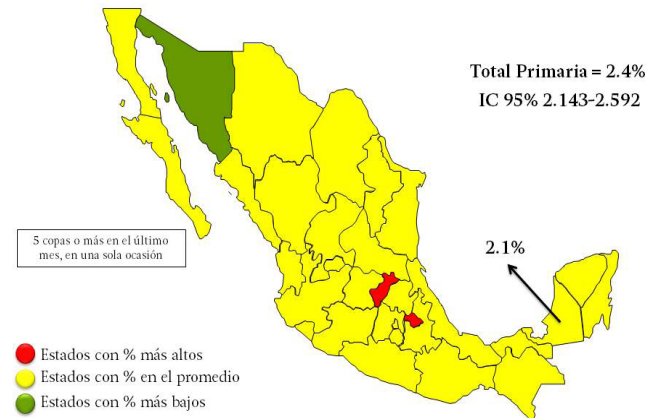 Total Primaria = 2.4%
IC 95% 2.143-2.592
5 copas o más en el último
mes, en una sola ocasión
2.1%
Estados con % más altos
Estados con % en el promedio
Estados con % más bajos